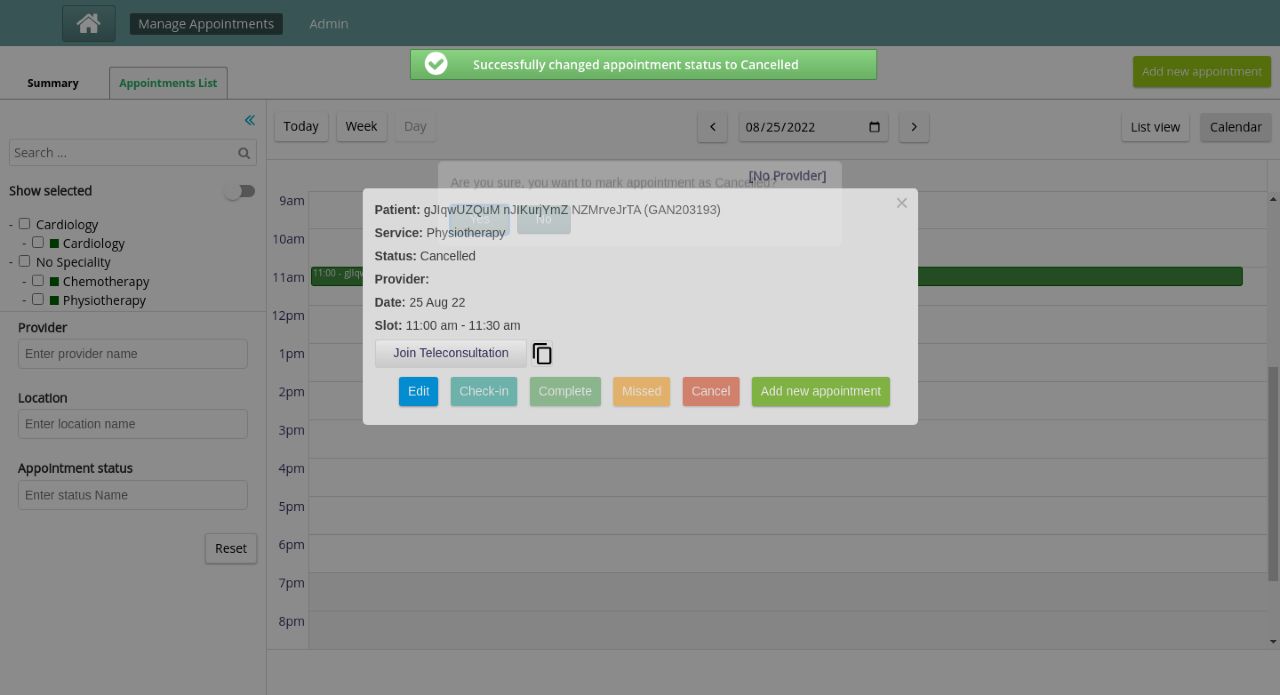 Manage Appointments
Admin
Successfully changed appointment status to Cancelled
Summary
Appointments List
Add new appointment
Today
Week
Day
08/25/2022
List view
Calendar
Search ...
Show selected
- Cardiology
- Cardiology
- No Speciality
- Chemotherapy
- Physiotherapy
Provider
Enter provider name
Location
Enter location name
Appointment status
Enter status Name
Reset
[No Provider]
Are you sure, you want to mark appointment as Cancelled?
Yes
No
9am
10am
11am
12pm
1pm
2pm
3pm
4pm
5pm
6pm
7pm
8pm
11:00 - gJIqw
Patient: gJIqwUZQuM nJIKurjYmZ NZMrveJrTA (GAN203193)
Service: Physiotherapy
Status: Cancelled
Provider:
Date: 25 Aug 22
Slot: 11:00 am - 11:30 am
Join Teleconsultation
Edit
Check-in
Complete
Missed
Cancel
Add new appointment